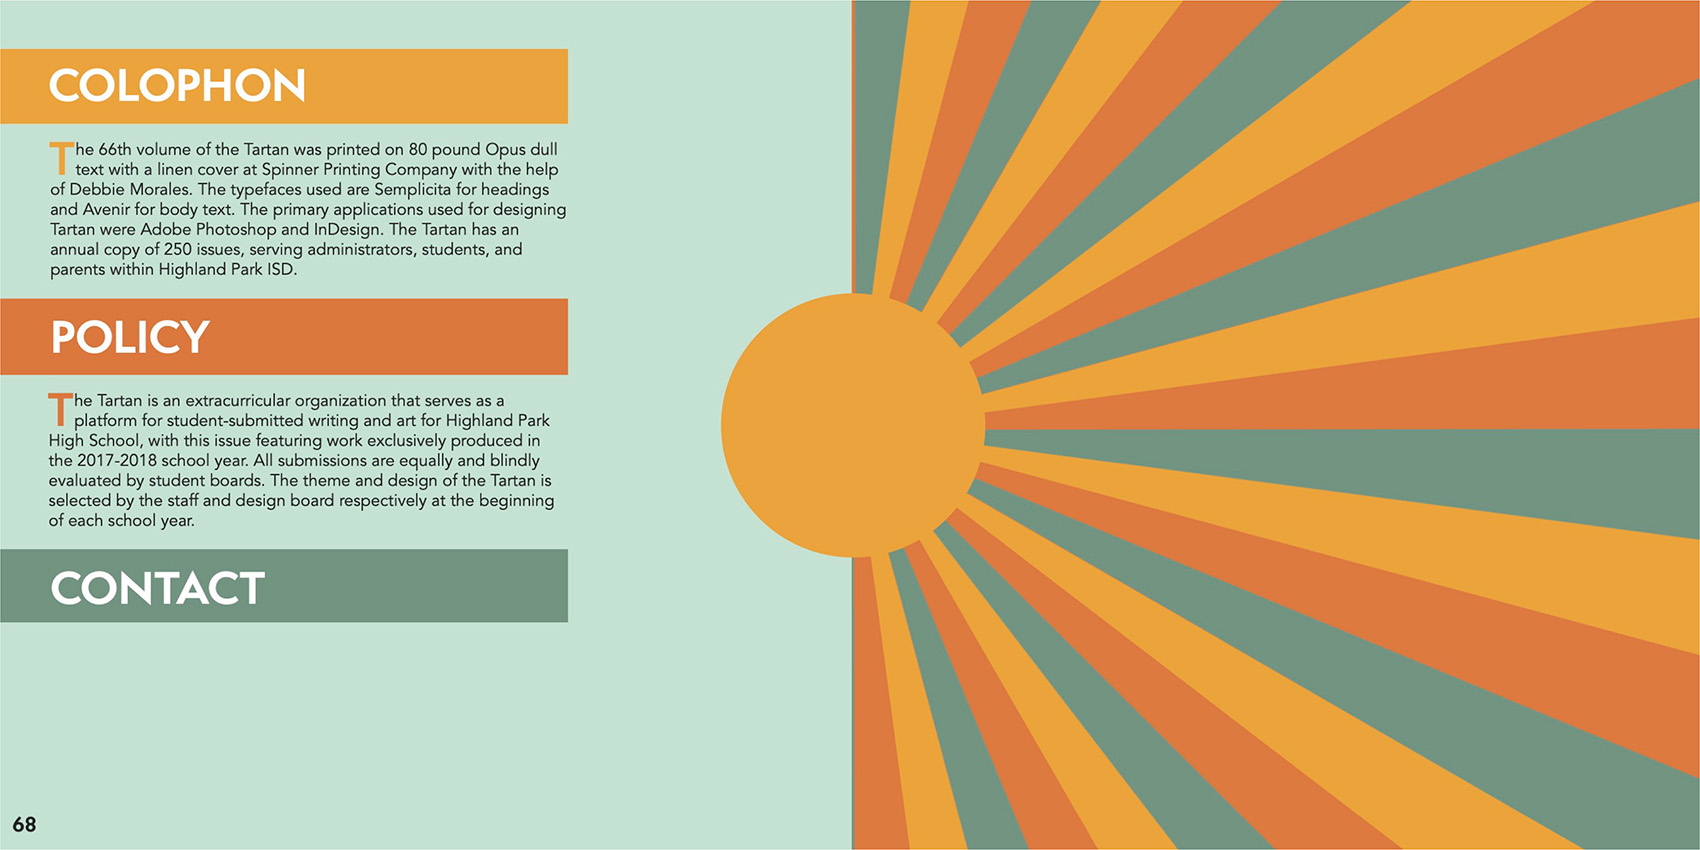 COLOPHON
The 66th volume of the Tartan was printed on 80 pound Opus dull
text with a linen cover at Spinner Printing Company with the help
of Debbie Morales. The typefaces used are Semplicita for headings
and Avenir for body text. The primary applications used for designing
Tartan were Adobe Photoshop and InDesign. The Tartan has an
annual copy of 250 issues, serving administrators, students, and
parents within Highland Park ISD.
POLICY
The Tartan is an extracurricular organization that serves as a
platform for student-submitted writing and art for Highland Park
High School, with this issue featuring work exclusively produced in
the 2017-2018 school year. All submissions are equally and blindly
evaluated by student boards. The theme and design of the Tartan is
selected by the staff and design board respectively at the beginning
of each school year.
CONTACT
68